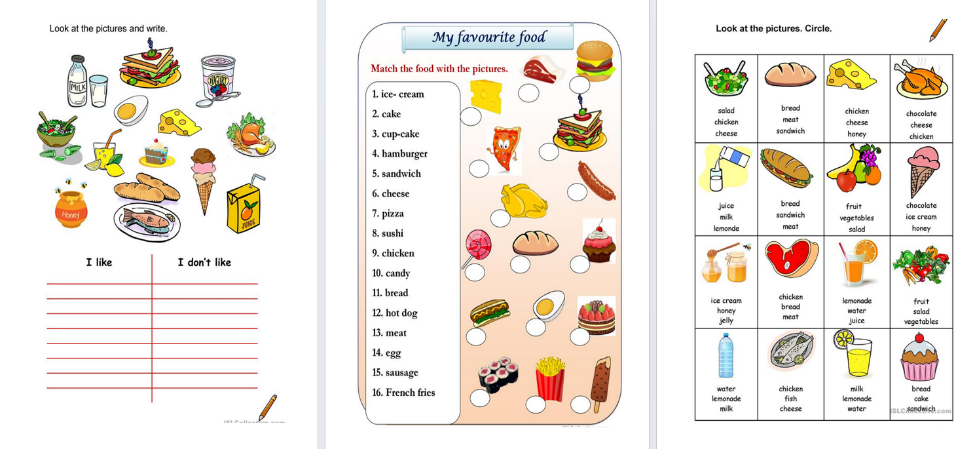 Look at the pictures and write.
MILK
Honey
JUICE
I like
I don't like
My favourite food
Match the food with the pictures.
1. ice- cream
2. cake
3. cup-cake
4. hamburger
5. sandwich
6. cheese
7. pizza
8. sushi
9. chicken
10. candy
11. bread
12. hot dog
13. meat
14. egg
15. sausage
16. French fries
Look at the pictures. Circle.
salad
chicken
cheese
bread
meat
sandwich
chicken
cheese
honey
chocolate
cheese
chicken
juice
milk
lemonde
bread
sandwich
meat
fruit
vegetables
salad
chocolate
ice cream
honey
ice cream
honey
jelly
chicken
bread
meat
lemonade
water
juice
fruit
salad
vegetables
water
lemonade
milk
chicken
fish
cheese
milk
lemonade
water
bread
cake
sandwich